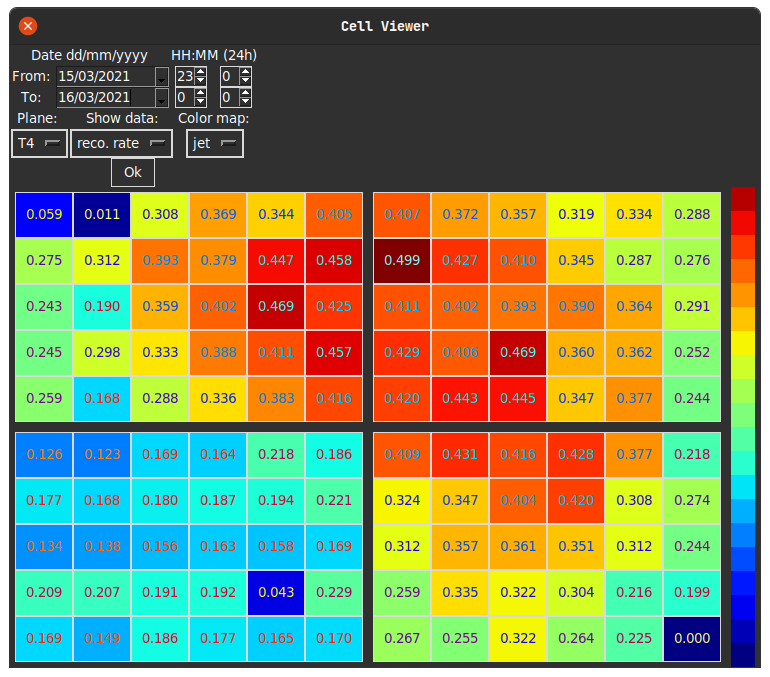 Cell Viewer
Date dd/mm/yyyy HH:MM (24h)
From: 15/03/2021 23 0
To: 16/03/2021 0 0
Plane: Show data: Color map:
T4 reco. rate jet
Ok
0.059 0.011 0.308 0.369 0.344 0.405 0.407 0.372 0.357 0.319 0.334 0.288
0.275 0.312 0.393 0.379 0.447 0.458 0.499 0.427 0.410 0.345 0.287 0.276
0.243 0.190 0.359 0.402 0.469 0.425 0.411 0.402 0.393 0.390 0.364 0.291
0.245 0.298 0.333 0.388 0.411 0.457 0.429 0.406 0.469 0.360 0.362 0.252
0.259 0.168 0.288 0.336 0.383 0.416 0.420 0.443 0.445 0.347 0.377 0.244
0.126 0.123 0.169 0.164 0.218 0.186 0.409 0.431 0.416 0.428 0.377 0.218
0.177 0.168 0.180 0.187 0.194 0.221 0.324 0.347 0.404 0.420 0.308 0.274
0.134 0.138 0.156 0.163 0.158 0.169 0.312 0.357 0.361 0.351 0.312 0.244
0.209 0.207 0.191 0.192 0.043 0.229 0.259 0.335 0.322 0.304 0.216 0.199
0.169 0.149 0.186 0.177 0.165 0.170 0.267 0.255 0.322 0.264 0.225 0.000